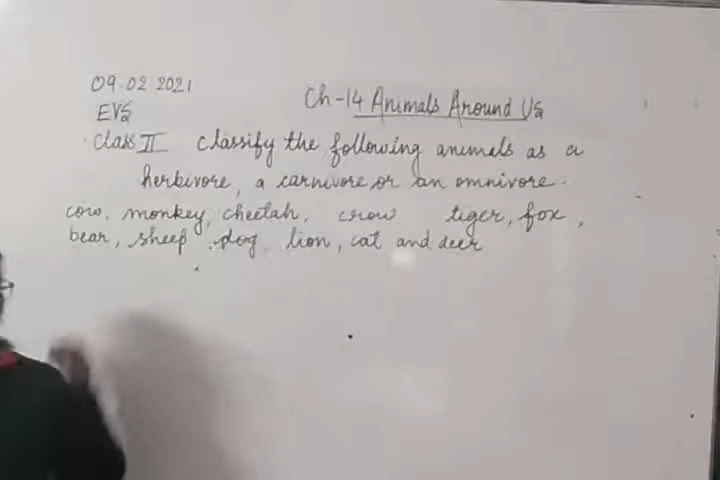 09.02.2021
Ch-14 Animals Around Us
EVS
Class II classify the following animals as a
herbivore, a carnivore or an omnivore.
cow, monkey, cheetah, crow tiger, fox,
bear, sheep, dog, lion, cat and deer